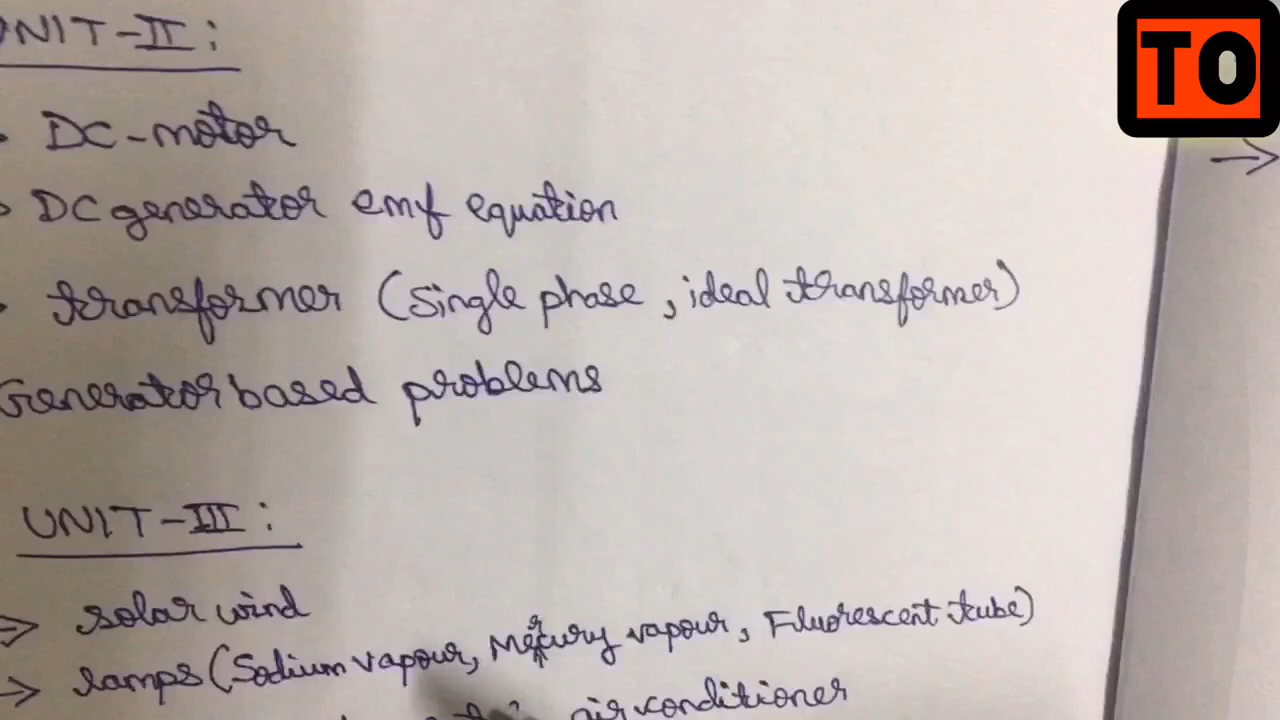 UNIT-II:
DC-motor
DC generator emf equation
transformer (single phase, ideal transformer)
Generator based problems
UNIT-III:
→ solar wind
→ lamps (Sodium vapour, Mercury vapour, Fluorescent tube)
air conditioner
TO
→